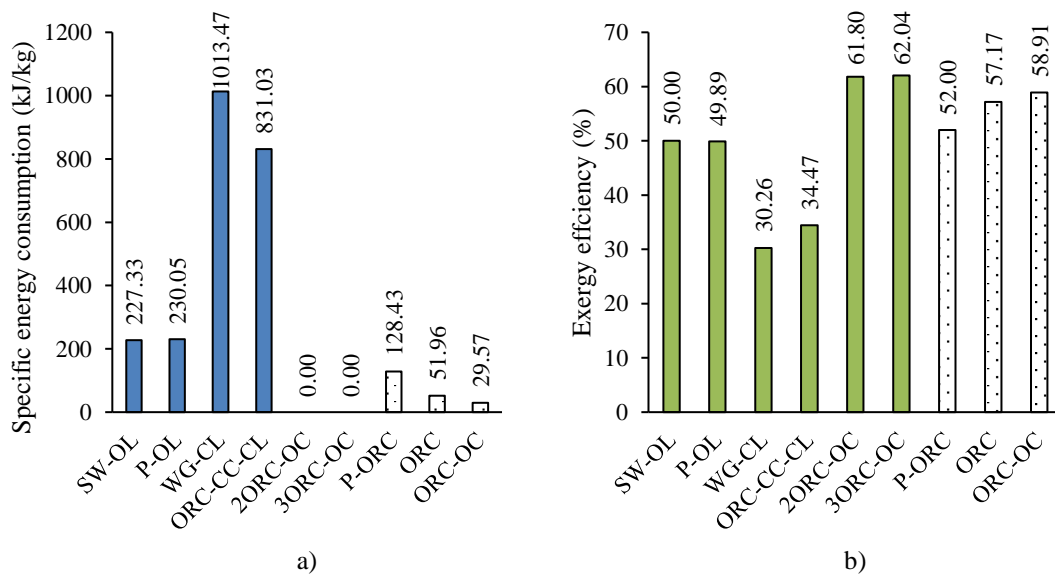 Specific energy consumption (kJ/kg)
1200
1000
800
600
400
200
0
227.33
230.05
1013.47
831.03
0.00
0.00
128.43
51.96
29.57
SW-OL
P-OL
WG-CL
ORC-CC-CL
2ORC-OC
3ORC-OC
P-ORC
ORC
ORC-OC
a)
Exergy effciency (%)
70
60
50
40
30
20
10
0
50.00
49.89
30.26
34.47
61.80
62.04
52.00
57.17
58.91
SW-OL
P-OL
WG-CL
ORC-CC-CL
2ORC-OC
3ORC-OC
P-ORC
ORC
ORC-OC
b)